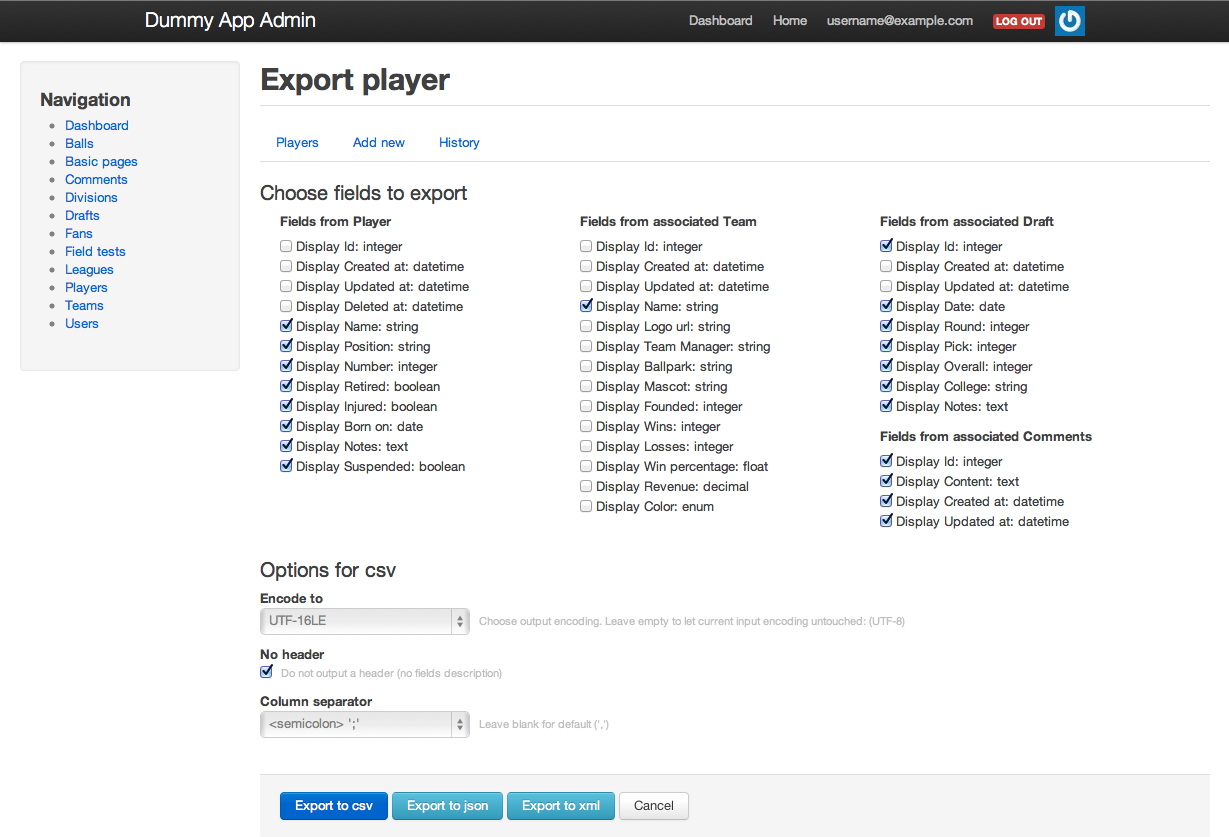 Dummy App Admin
Dashboard Home username@example.com LOG OUT
Navigation
Dashboard
Balls
Basic pages
Comments
Divisions
Drafts
Fans
Field tests
Leagues
Players
Teams
Users
Export player
Players Add new History
Choose fields to export
Fields from Player
Display Id: integer
Display Created at: datetime
Display Updated at: datetime
Display Deleted at: datetime
Display Name: string
Display Position: string
Display Number: integer
Display Retired: boolean
Display Injured: boolean
Display Born on: date
Display Notes: text
Display Suspended: boolean
Fields from associated Team
Display Id: integer
Display Created at: datetime
Display Updated at: datetime
Display Name: string
Display Logo url: string
Display Team Manager: string
Display Ballpark: string
Display Mascot: string
Display Founded: integer
Display Wins: integer
Display Losses: integer
Display Win percentage: float
Display Revenue: decimal
Display Color: enum
Fields from associated Draft
Display Id: integer
Display Created at: datetime
Display Updated at: datetime
Display Date: date
Display Round: integer
Display Pick: integer
Display Overall: integer
Display College: string
Display Notes: text
Fields from associated Comments
Display Id: integer
Display Content: text
Display Created at: datetime
Display Updated at: datetime
Options for csv
Encode to
UTF-16LE Choose output encoding. Leave empty to let current input encoding untouched: (UTF-8)
No header
Do not output a header (no fields description)
Column separator
<semicolon> ';' Leave blank for default (',')
Export to csv Export to json Export to xml Cancel